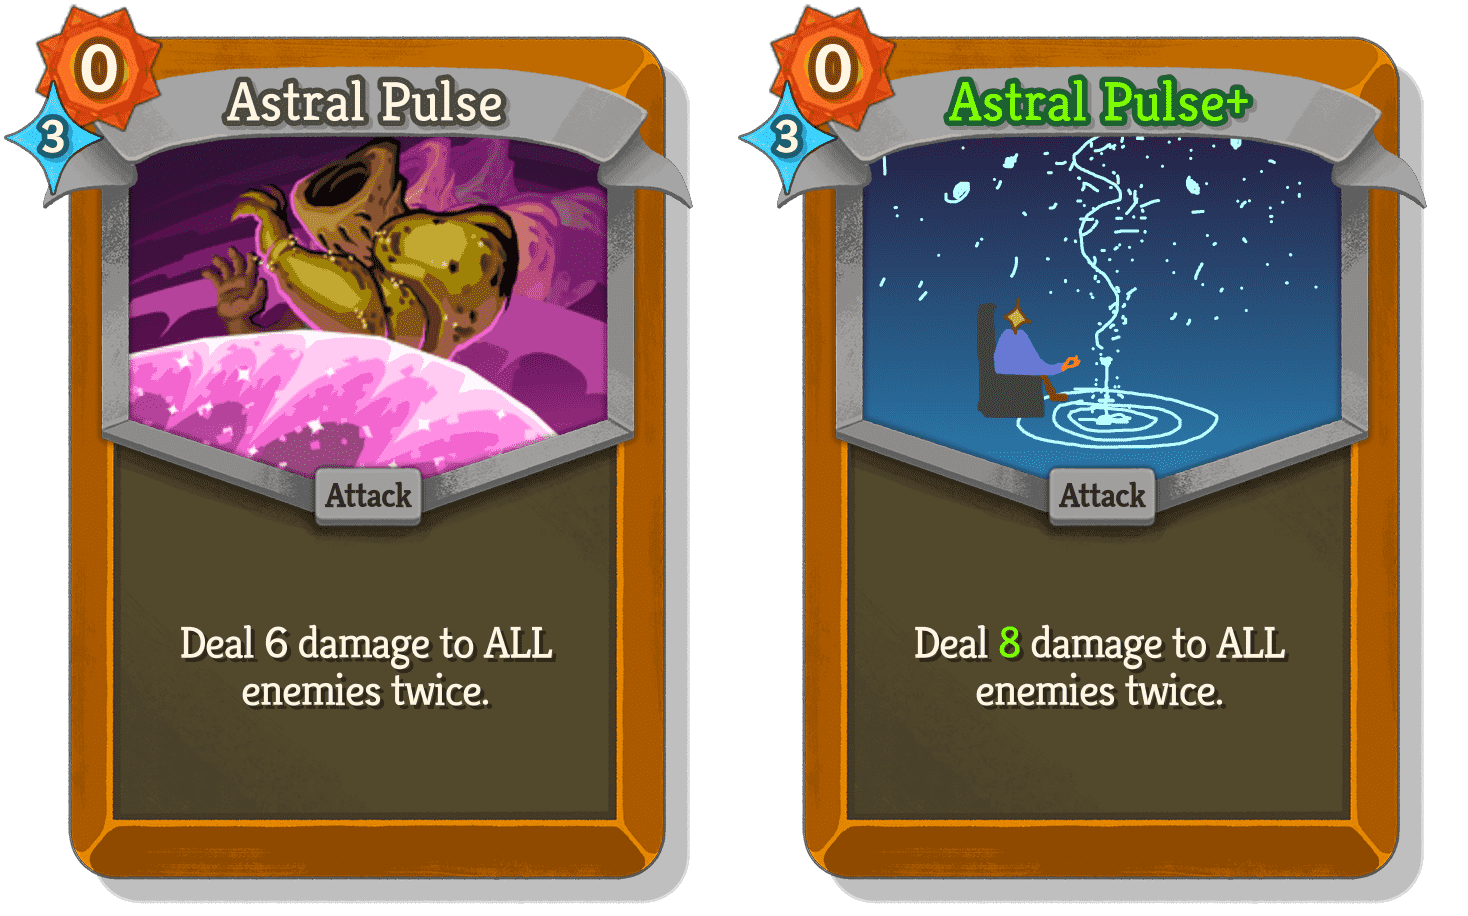 0
3
Astral Pulse
Attack
Deal 6 damage to ALL
enemies twice.
0
3
Astral Pulse+
Attack
Deal 8 damage to ALL
enemies twice.